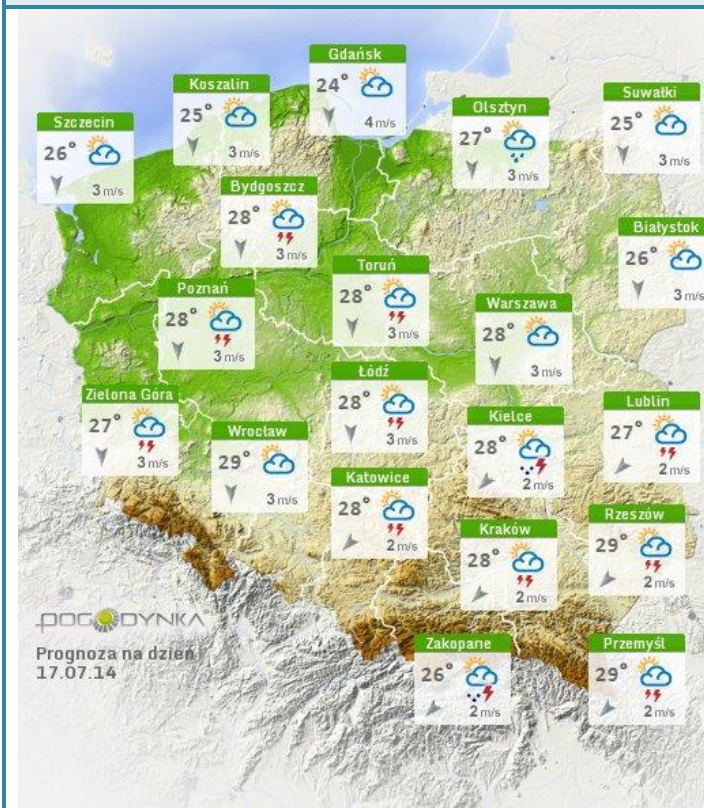 Gdańsk
24°
4 m/s
Koszalin
25°
3 m/s
Szczecin
26°
3 m/s
Olsztyn
27°
3 m/s
Suwałki
25°
3 m/s
Bydgoszcz
28°
3 m/s
Białystok
26°
3 m/s
Toruń
28°
3 m/s
Poznań
28°
3 m/s
Warszawa
28°
3 m/s
Łódź
28°
3 m/s
Zielona Góra
27°
3 m/s
Wrocław
29°
3 m/s
Kielce
28°
2 m/s
Lublin
27°
2 m/s
Katowice
28°
2 m/s
Kraków
28°
2 m/s
Rzeszów
29°
2 m/s
Zakopane
26°
2 m/s
Przemyśl
29°
2 m/s
POGODYNKA
Prognoza na dzień
17.07.14